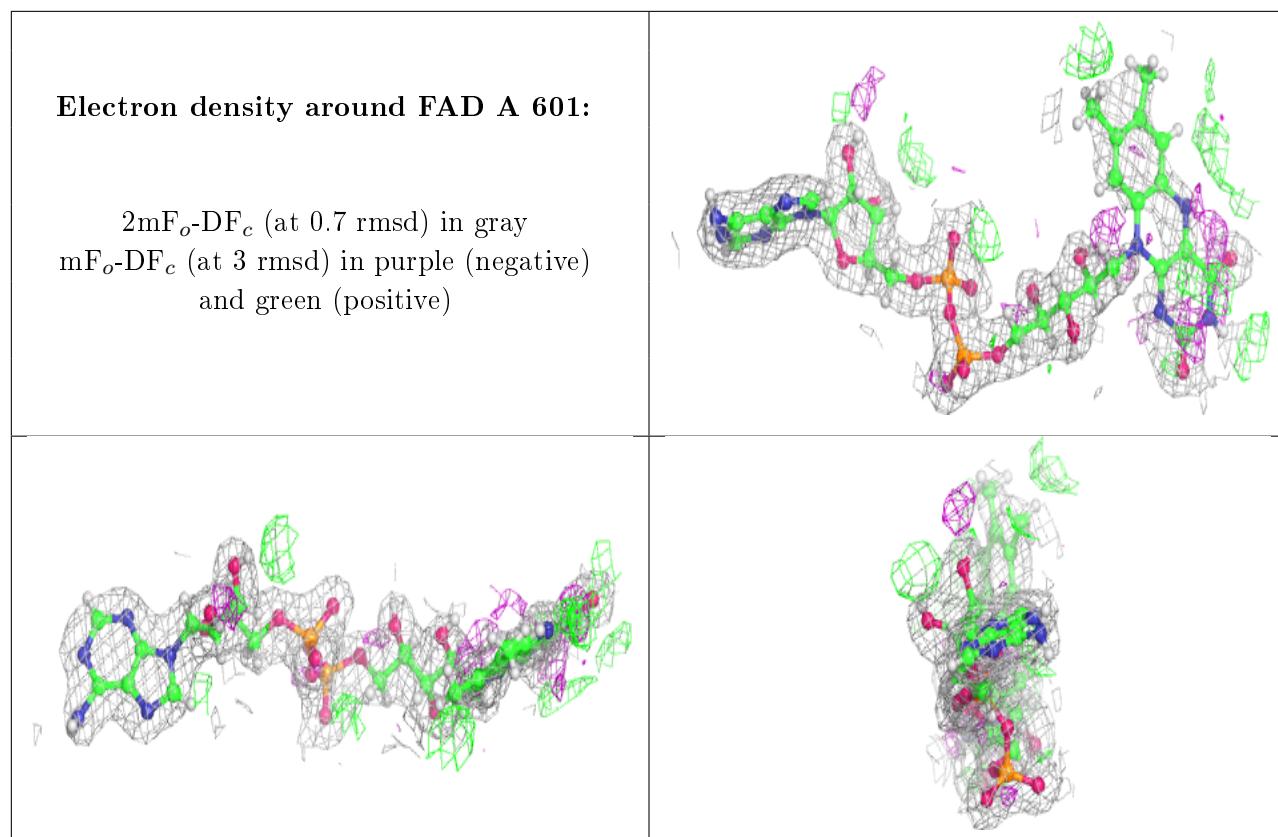 Electron density around FAD A 601:
2mFo-DFc (at 0.7 rmsd) in gray
mFo-DFc (at 3 rmsd) in purple (negative)
and green (positive)